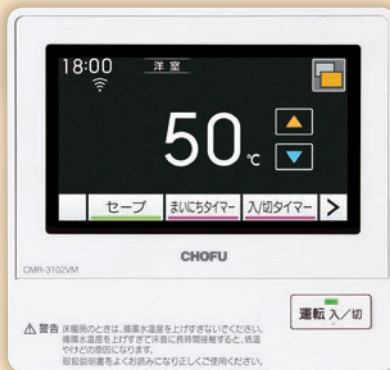 18:00 洋室
50℃
セーブ まいにちタイマー 入/切タイマー >
CHOFU
CMR-3102VM
運転 入/切
⚠警告 床暖房のときは、循環水温度を上げすぎないでください。
循環水温度を上げすぎて床面に長時間接触すると、低温
やけどの原因になります。
取扱説明書をよくお読みになり正しくご使用ください。